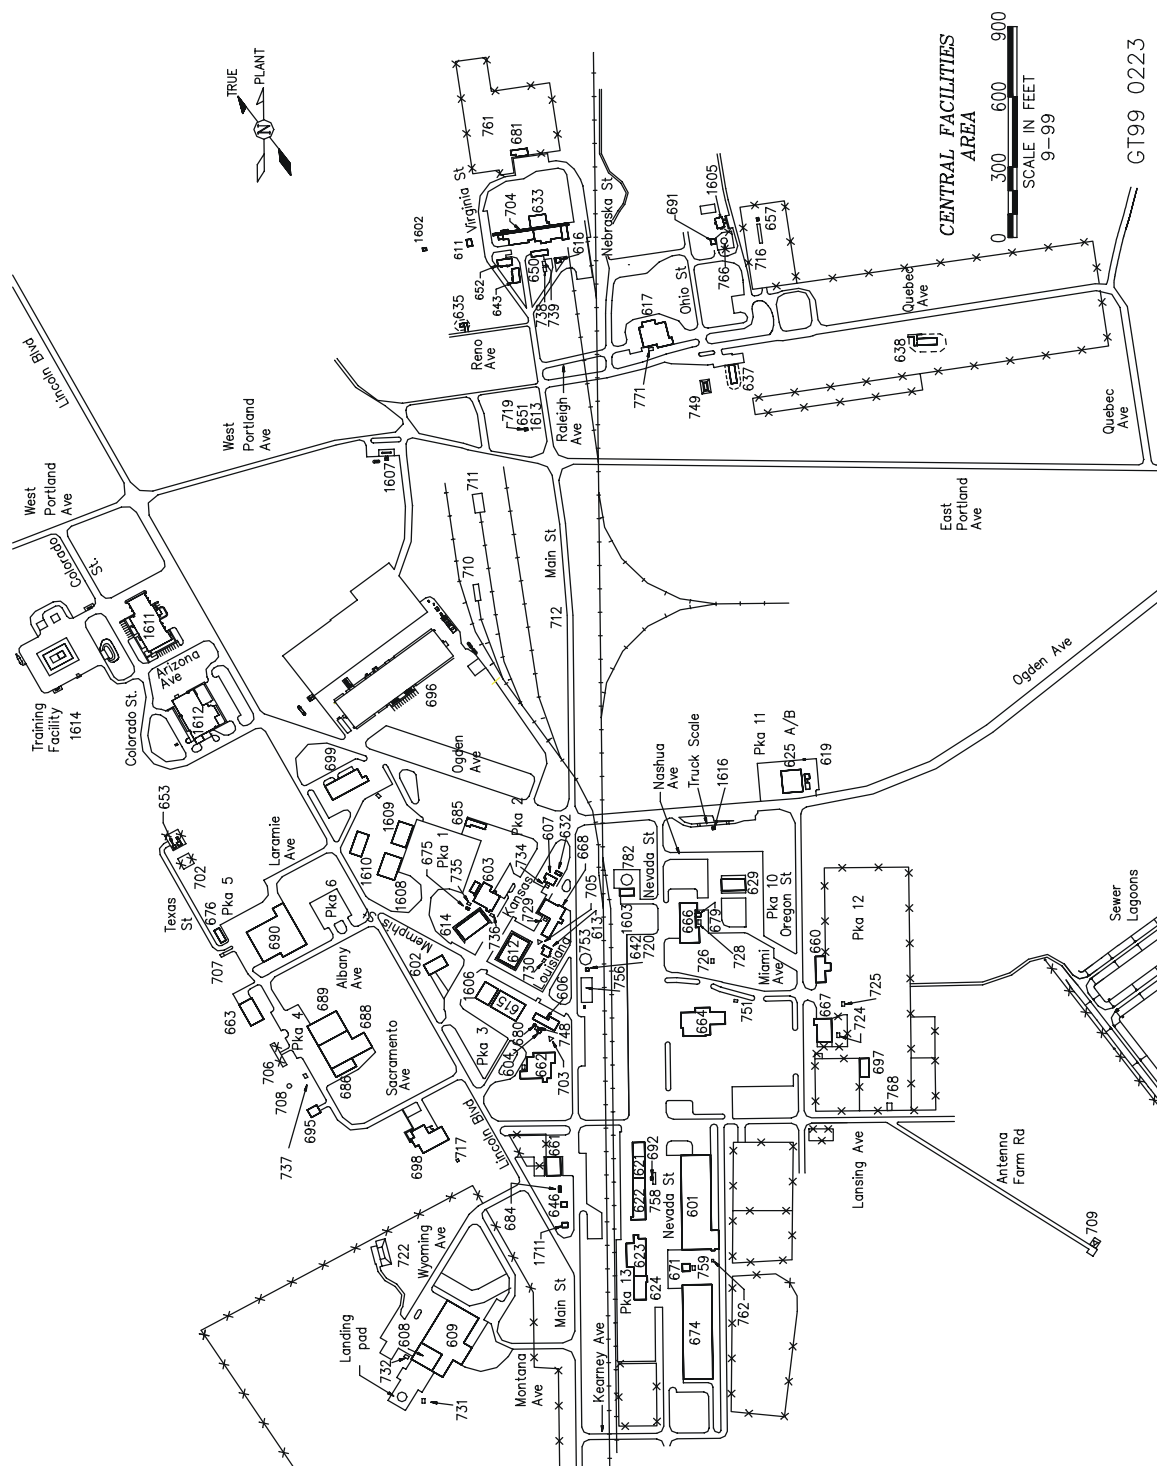 CENTRAL FACILITIES
AREA
0 300 600 900
SCALE IN FEET
9-99
GT99 0223
TRUE
PLANT
N
761
681
Virginia St
704
633
1602
611
616
Nebraska St
652
643
650
738
739
635
Reno
Ave
691
1605
657
766
716
Ohio St
617
771
749
637
638
Quebec
Ave
Quebec
Ave
Lincoln Blvd
West
Portland
Ave
West
Portland
Ave
719
651
1613
Raleigh
Ave
1607
711
710
Main St
712
East
Portland
Ave
Colorado
St.
1611
Arizona
Ave
1612
Colorado St.
Training
Facility
1614
696
Ogden
Ave
Ogden Ave
699
1609
1610
1608
685
Pka 2
Pka 1
675
735
603
734
607
632
668
705
613
Kansas
729
614
736
612
730
Louisiana
653
702
Texas
St
676
Pka 5
Laramie
Ave
Pka 6
690
707
Memphis
St
602
Albany
Ave
663
689
688
686
Pka 4
706
708
695
737
Sacramento
Ave
698
717
1606
615
606
Pka 3
680
604
748
662
703
Lincoln Blvd
Nashua
Ave
Truck Scale
1616
Pka 11
625 A/B
619
782
Nevada St
1603
753
642
720
756
629
Pka 10
Oregon St
666
679
728
726
Miami
Ave
751
664
660
Pka 12
667
725
724
697
768
Sewer
Lagoons
Lansing Ave
Antenna
Farm Rd
709
661
646
684
1711
Main St
621
692
622
758
Nevada St
601
623
624
Pka 13
671
759
762
674
Kearney Ave
Montana
Ave
Wyoming
Ave
722
608
609
732
731
Landing
pad